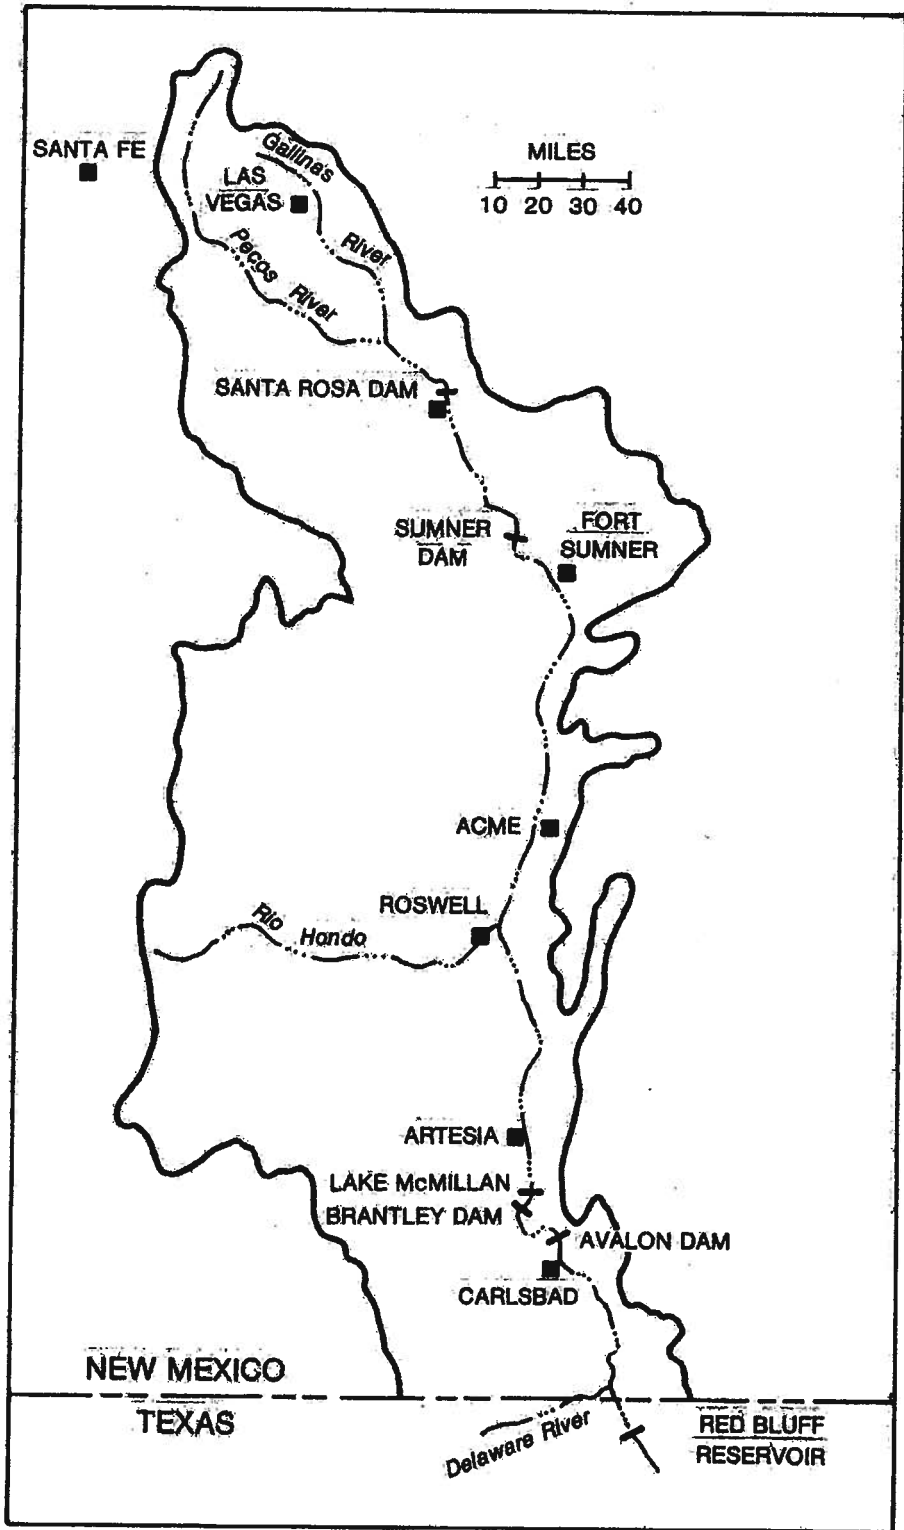 SANTA FE
MILES
10 20 30 40
Gallinas
LAS
VEGAS
River
Pecos
River
SANTA ROSA DAM
SUMNER
DAM
FORT
SUMNER
ACME
ROSWELL
Rio
Hondo
ARTESIA
LAKE McMILLAN
BRANTLEY DAM
AVALON DAM
CARLSBAD
NEW MEXICO
TEXAS
Delaware River
RED BLUFF
RESERVOIR